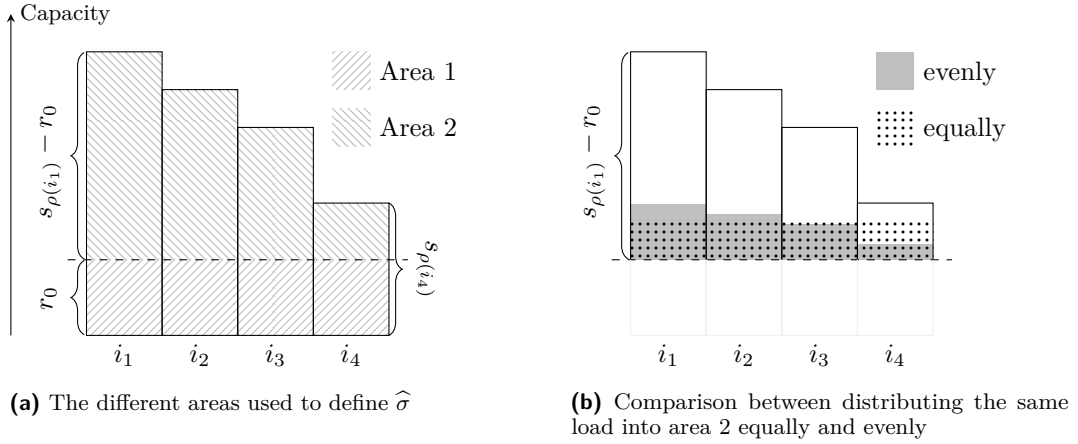 Capacity
s_{ρ(i_1)} − r_0
r_0
s_{ρ(i_4)}
Area 1
Area 2
i_1 i_2 i_3 i_4
(a) The different areas used to define σ̂
s_{ρ(i_1)} − r_0
evenly
equally
i_1 i_2 i_3 i_4
(b) Comparison between distributing the same
load into area 2 equally and evenly